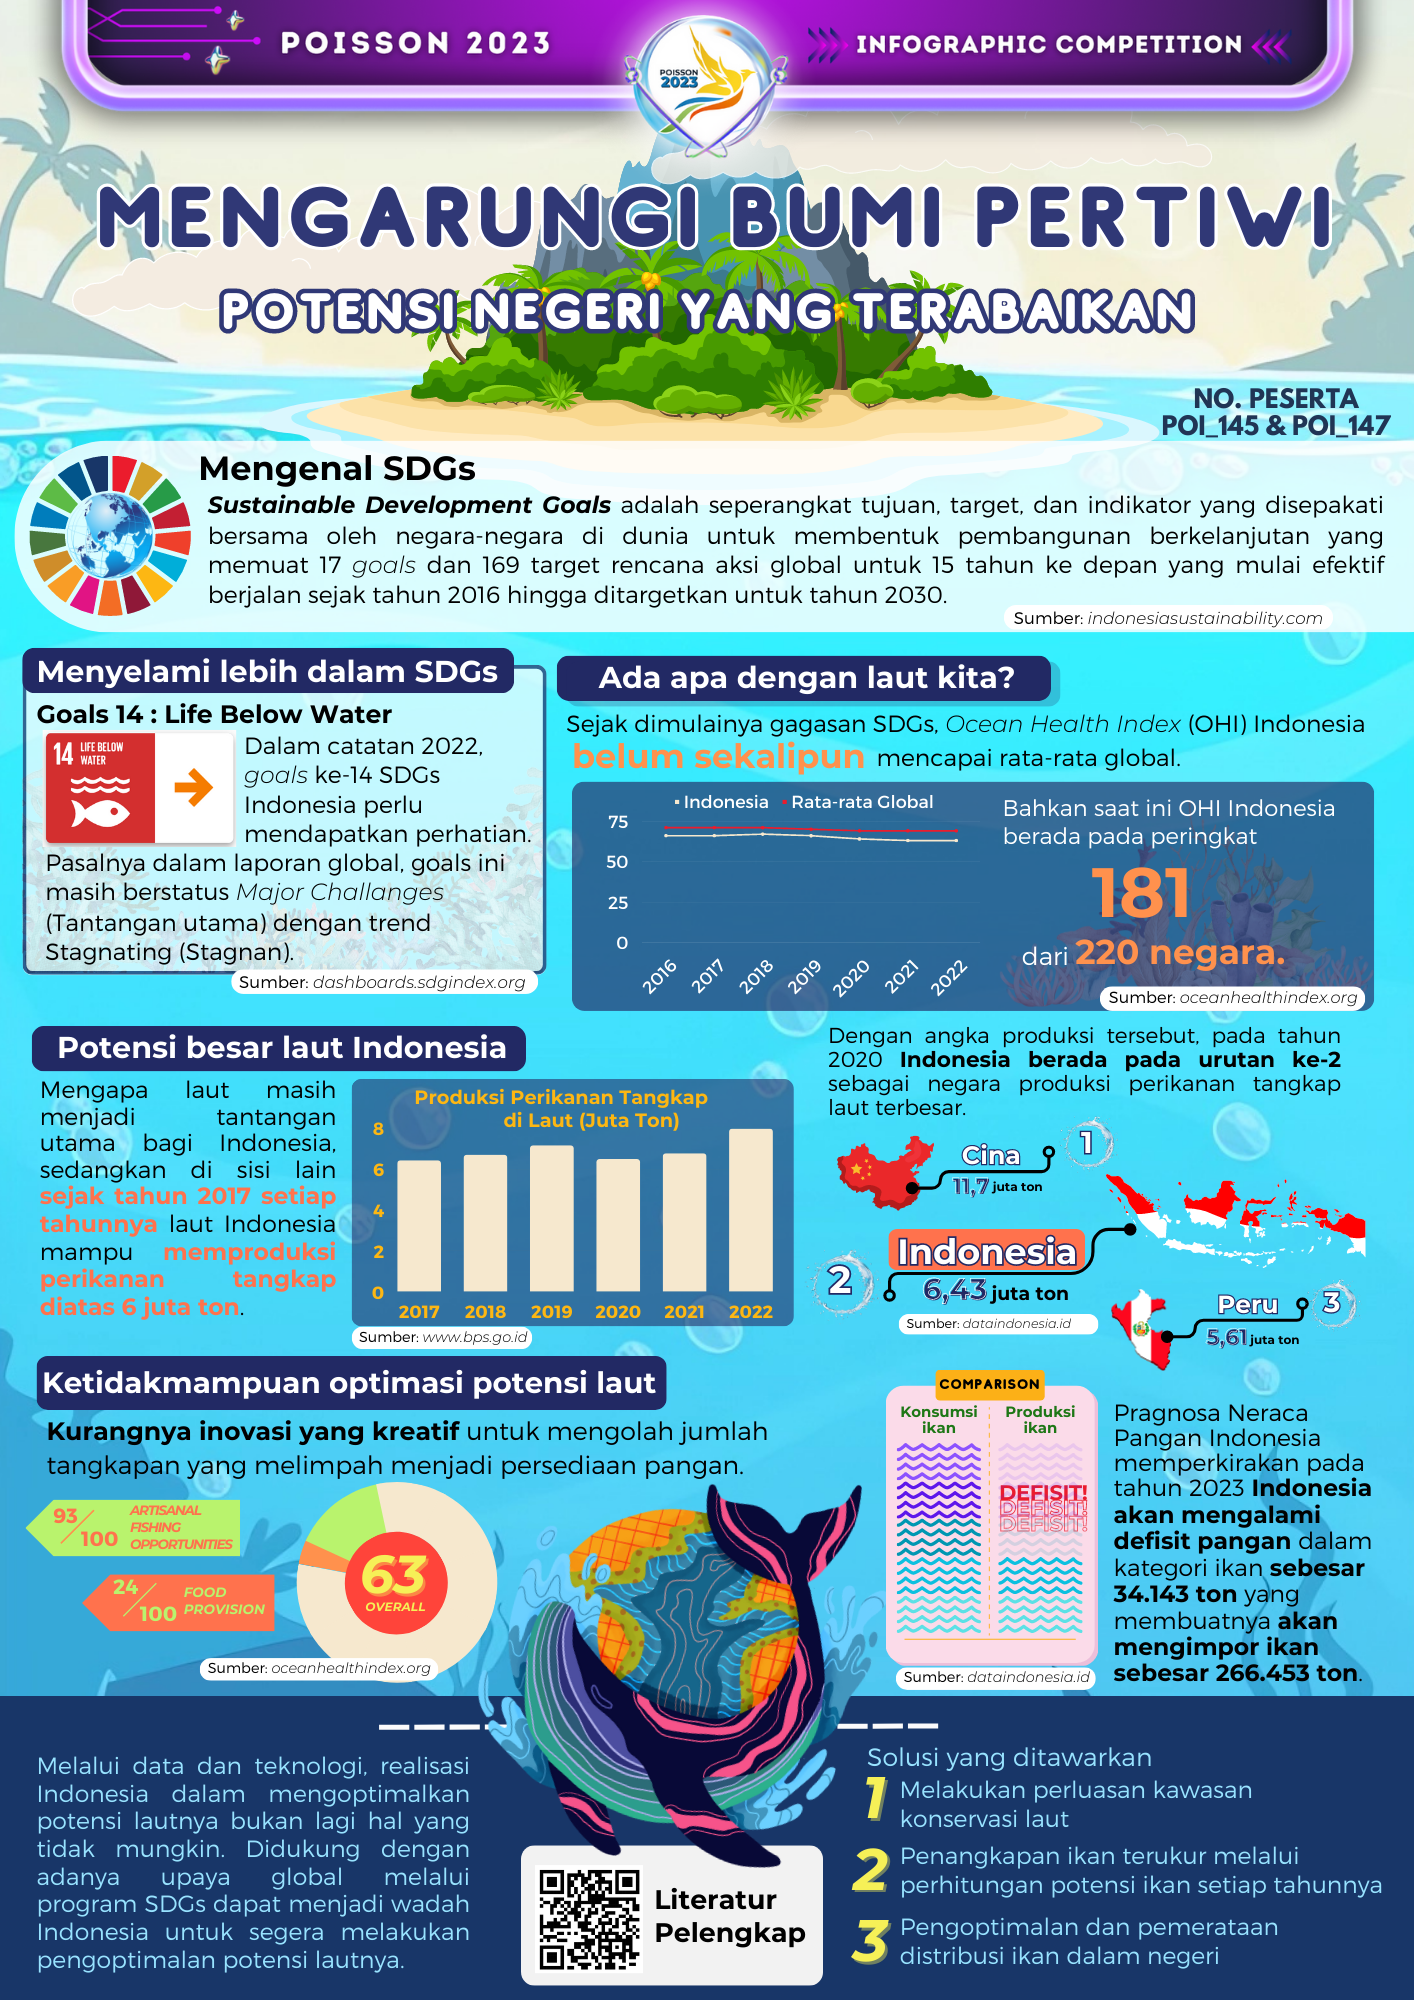 POISSON 2023
POISSON
2023
INFOGRAPHIC COMPETITION
MENGARUNGI BUMI PERTIWI
POTENSI NEGERI YANG TERABAIKAN
NO. PESERTA
POI_145 & POI_147
Mengenal SDGs
Sustainable Development Goals adalah seperangkat tujuan, target, dan indikator yang disepakati
bersama oleh negara-negara di dunia untuk membentuk pembangunan berkelanjutan yang
memuat 17 goals dan 169 target rencana aksi global untuk 15 tahun ke depan yang mulai efektif
berjalan sejak tahun 2016 hingga ditargetkan untuk tahun 2030.
Sumber: indonesiasustainability.com
Menyelami lebih dalam SDGs
Goals 14 : Life Below Water
14 LIFE BELOW
WATER
Dalam catatan 2022,
goals ke-14 SDGs
Indonesia perlu
mendapatkan perhatian.
Pasalnya dalam laporan global, goals ini
masih berstatus Major Challanges
(Tantangan utama) dengan trend
Stagnating (Stagnan).
Sumber: dashboards.sdgindex.org
Ada apa dengan laut kita?
Sejak dimulainya gagasan SDGs, Ocean Health Index (OHI) Indonesia
belum sekalipun mencapai rata-rata global.
Indonesia Rata-rata Global
75
50
25
0
2016 2017 2018 2019 2020 2021 2022
Bahkan saat ini OHI Indonesia
berada pada peringkat
181
dari 220 negara.
Sumber: oceanhealthindex.org
Potensi besar laut Indonesia
Mengapa laut masih
menjadi tantangan
utama bagi Indonesia,
sedangkan di sisi lain
sejak tahun 2017 setiap
tahunnya laut Indonesia
mampu memproduksi
perikanan tangkap
diatas 6 juta ton.
Produksi Perikanan Tangkap
di Laut (Juta Ton)
8
6
4
2
0
2017 2018 2019 2020 2021 2022
Sumber: www.bps.go.id
Dengan angka produksi tersebut, pada tahun
2020 Indonesia berada pada urutan ke-2
sebagai negara produksi perikanan tangkap
laut terbesar.
Cina
1
11,7 juta ton
2
Indonesia
6,43 juta ton
Sumber: dataindonesia.id
Peru
3
5,61 juta ton
Ketidakmampuan optimasi potensi laut
Kurangnya inovasi yang kreatif untuk mengolah jumlah
tangkapan yang melimpah menjadi persediaan pangan.
93/100
ARTISANAL
FISHING
OPPORTUNITIES
24/100
FOOD
PROVISION
63
OVERALL
Sumber: oceanhealthindex.org
COMPARISON
Konsumsi
ikan
Produksi
ikan
DEFISIT!
DEFISIT!
DEFISIT!
Sumber: dataindonesia.id
Pragnosa Neraca
Pangan Indonesia
memperkirakan pada
tahun 2023 Indonesia
akan mengalami
defisit pangan dalam
kategori ikan sebesar
34.143 ton yang
membuatnya akan
mengimpor ikan
sebesar 266.453 ton.
Melalui data dan teknologi, realisasi
Indonesia dalam mengoptimalkan
potensi lautnya bukan lagi hal yang
tidak mungkin. Didukung dengan
adanya upaya global melalui
program SDGs dapat menjadi wadah
Indonesia untuk segera melakukan
pengoptimalan potensi lautnya.
Literatur
Pelengkap
Solusi yang ditawarkan
1 Melakukan perluasan kawasan
konservasi laut
2 Penangkapan ikan terukur melalui
perhitungan potensi ikan setiap tahunnya
3 Pengoptimalan dan pemerataan
distribusi ikan dalam negeri